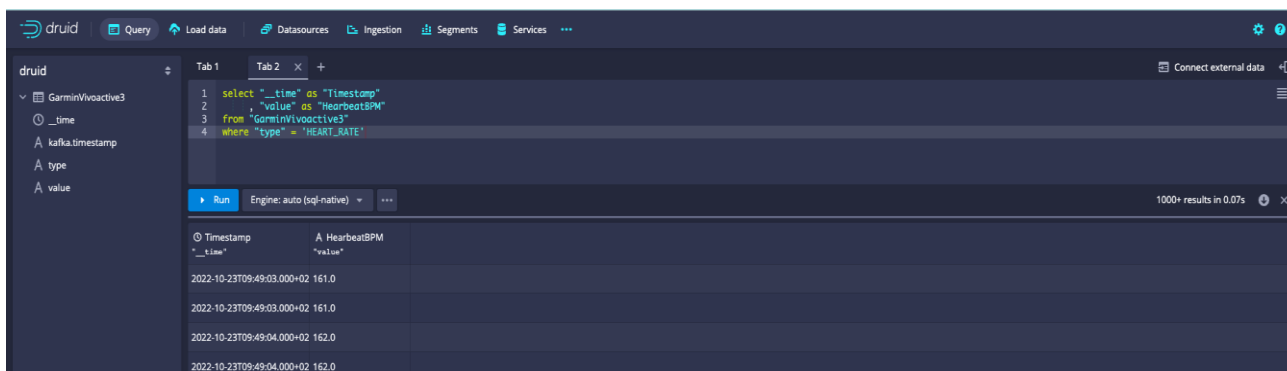 druid Query Load data Datasources Ingestion Segments Services
druid
GarminVivoactive3
__time
kafka.timestamp
type
value
Tab 1 Tab 2 × + Connect external data
1 select "__time" as "Timestamp"
2 , "value" as "HearbeatBPM"
3 from "GarminVivoactive3"
4 where "type" = 'HEART_RATE'
Run Engine: auto (sql-native) 1000+ results in 0.07s
Timestamp A HearbeatBPM
"__time" "value"
2022-10-23T09:49:03.000+02 161.0
2022-10-23T09:49:03.000+02 161.0
2022-10-23T09:49:04.000+02 162.0
2022-10-23T09:49:04.000+02 162.0